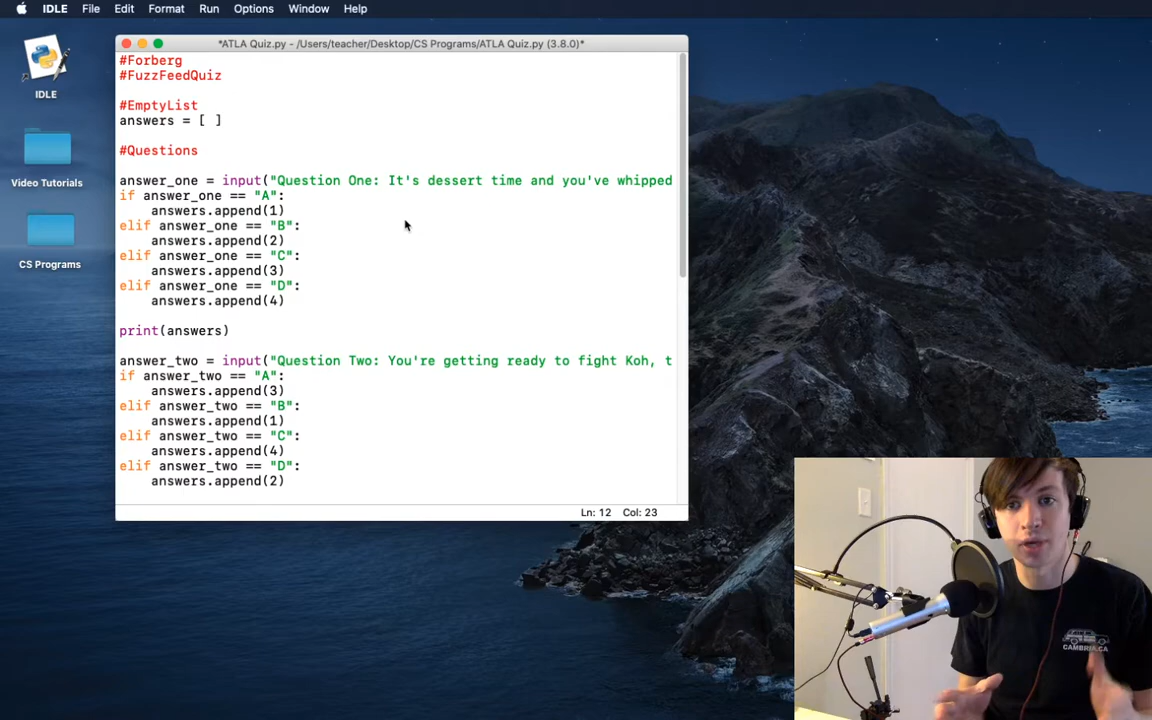 IDLE File Edit Format Run Options Window Help
*ATLA Quiz.py - /Users/teacher/Desktop/CS Programs/ATLA Quiz.py (3.8.0)*
IDLE
Video Tutorials
CS Programs
#Forberg
#FuzzFeedQuiz
#EmptyList
answers = [ ]
#Questions
answer_one = input("Question One: It's dessert time and you've whipped
if answer_one == "A":
answers.append(1)
elif answer_one == "B":
answers.append(2)
elif answer_one == "C":
answers.append(3)
elif answer_one == "D":
answers.append(4)
print(answers)
answer_two = input("Question Two: You're getting ready to fight Koh, t
if answer_two == "A":
answers.append(3)
elif answer_two == "B":
answers.append(1)
elif answer_two == "C":
answers.append(4)
elif answer_two == "D":
answers.append(2)
Ln: 12 Col: 23
CAMBRIA.CA